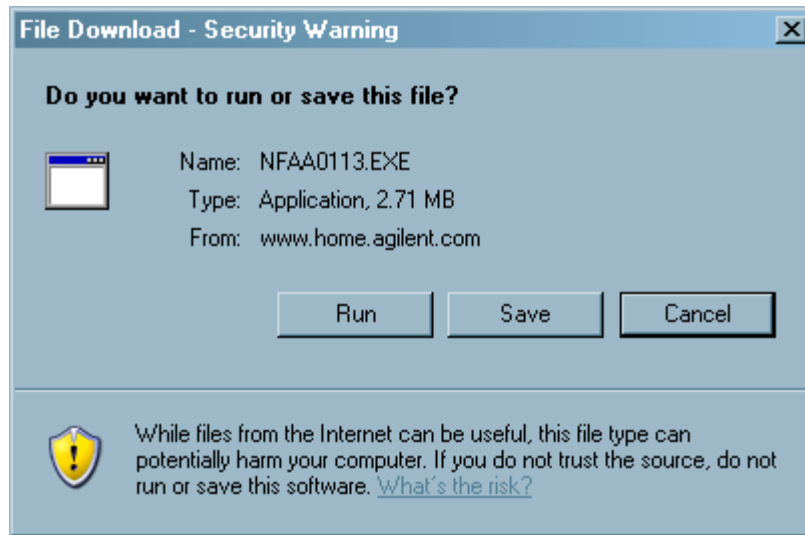 File Download - Security Warning
Do you want to run or save this file?
Name: NFAA0113.EXE
Type: Application, 2.71 MB
From: www.home.agilent.com
Run Save Cancel
While files from the Internet can be useful, this file type can
potentially harm your computer. If you do not trust the source, do not
run or save this software. What's the risk?